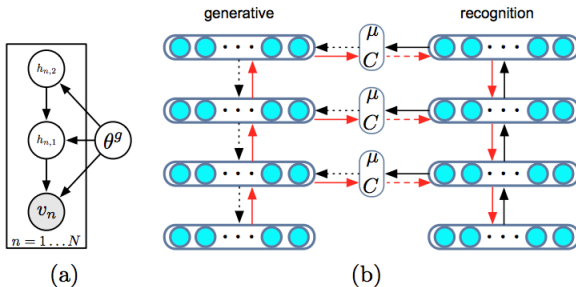 generative
recognition
h_{n,2}
h_{n,1}
θ^g
v_n
n = 1 ... N
μ
C
μ
C
μ
C
...
...
...
...
...
...
...
...
(a)
(b)